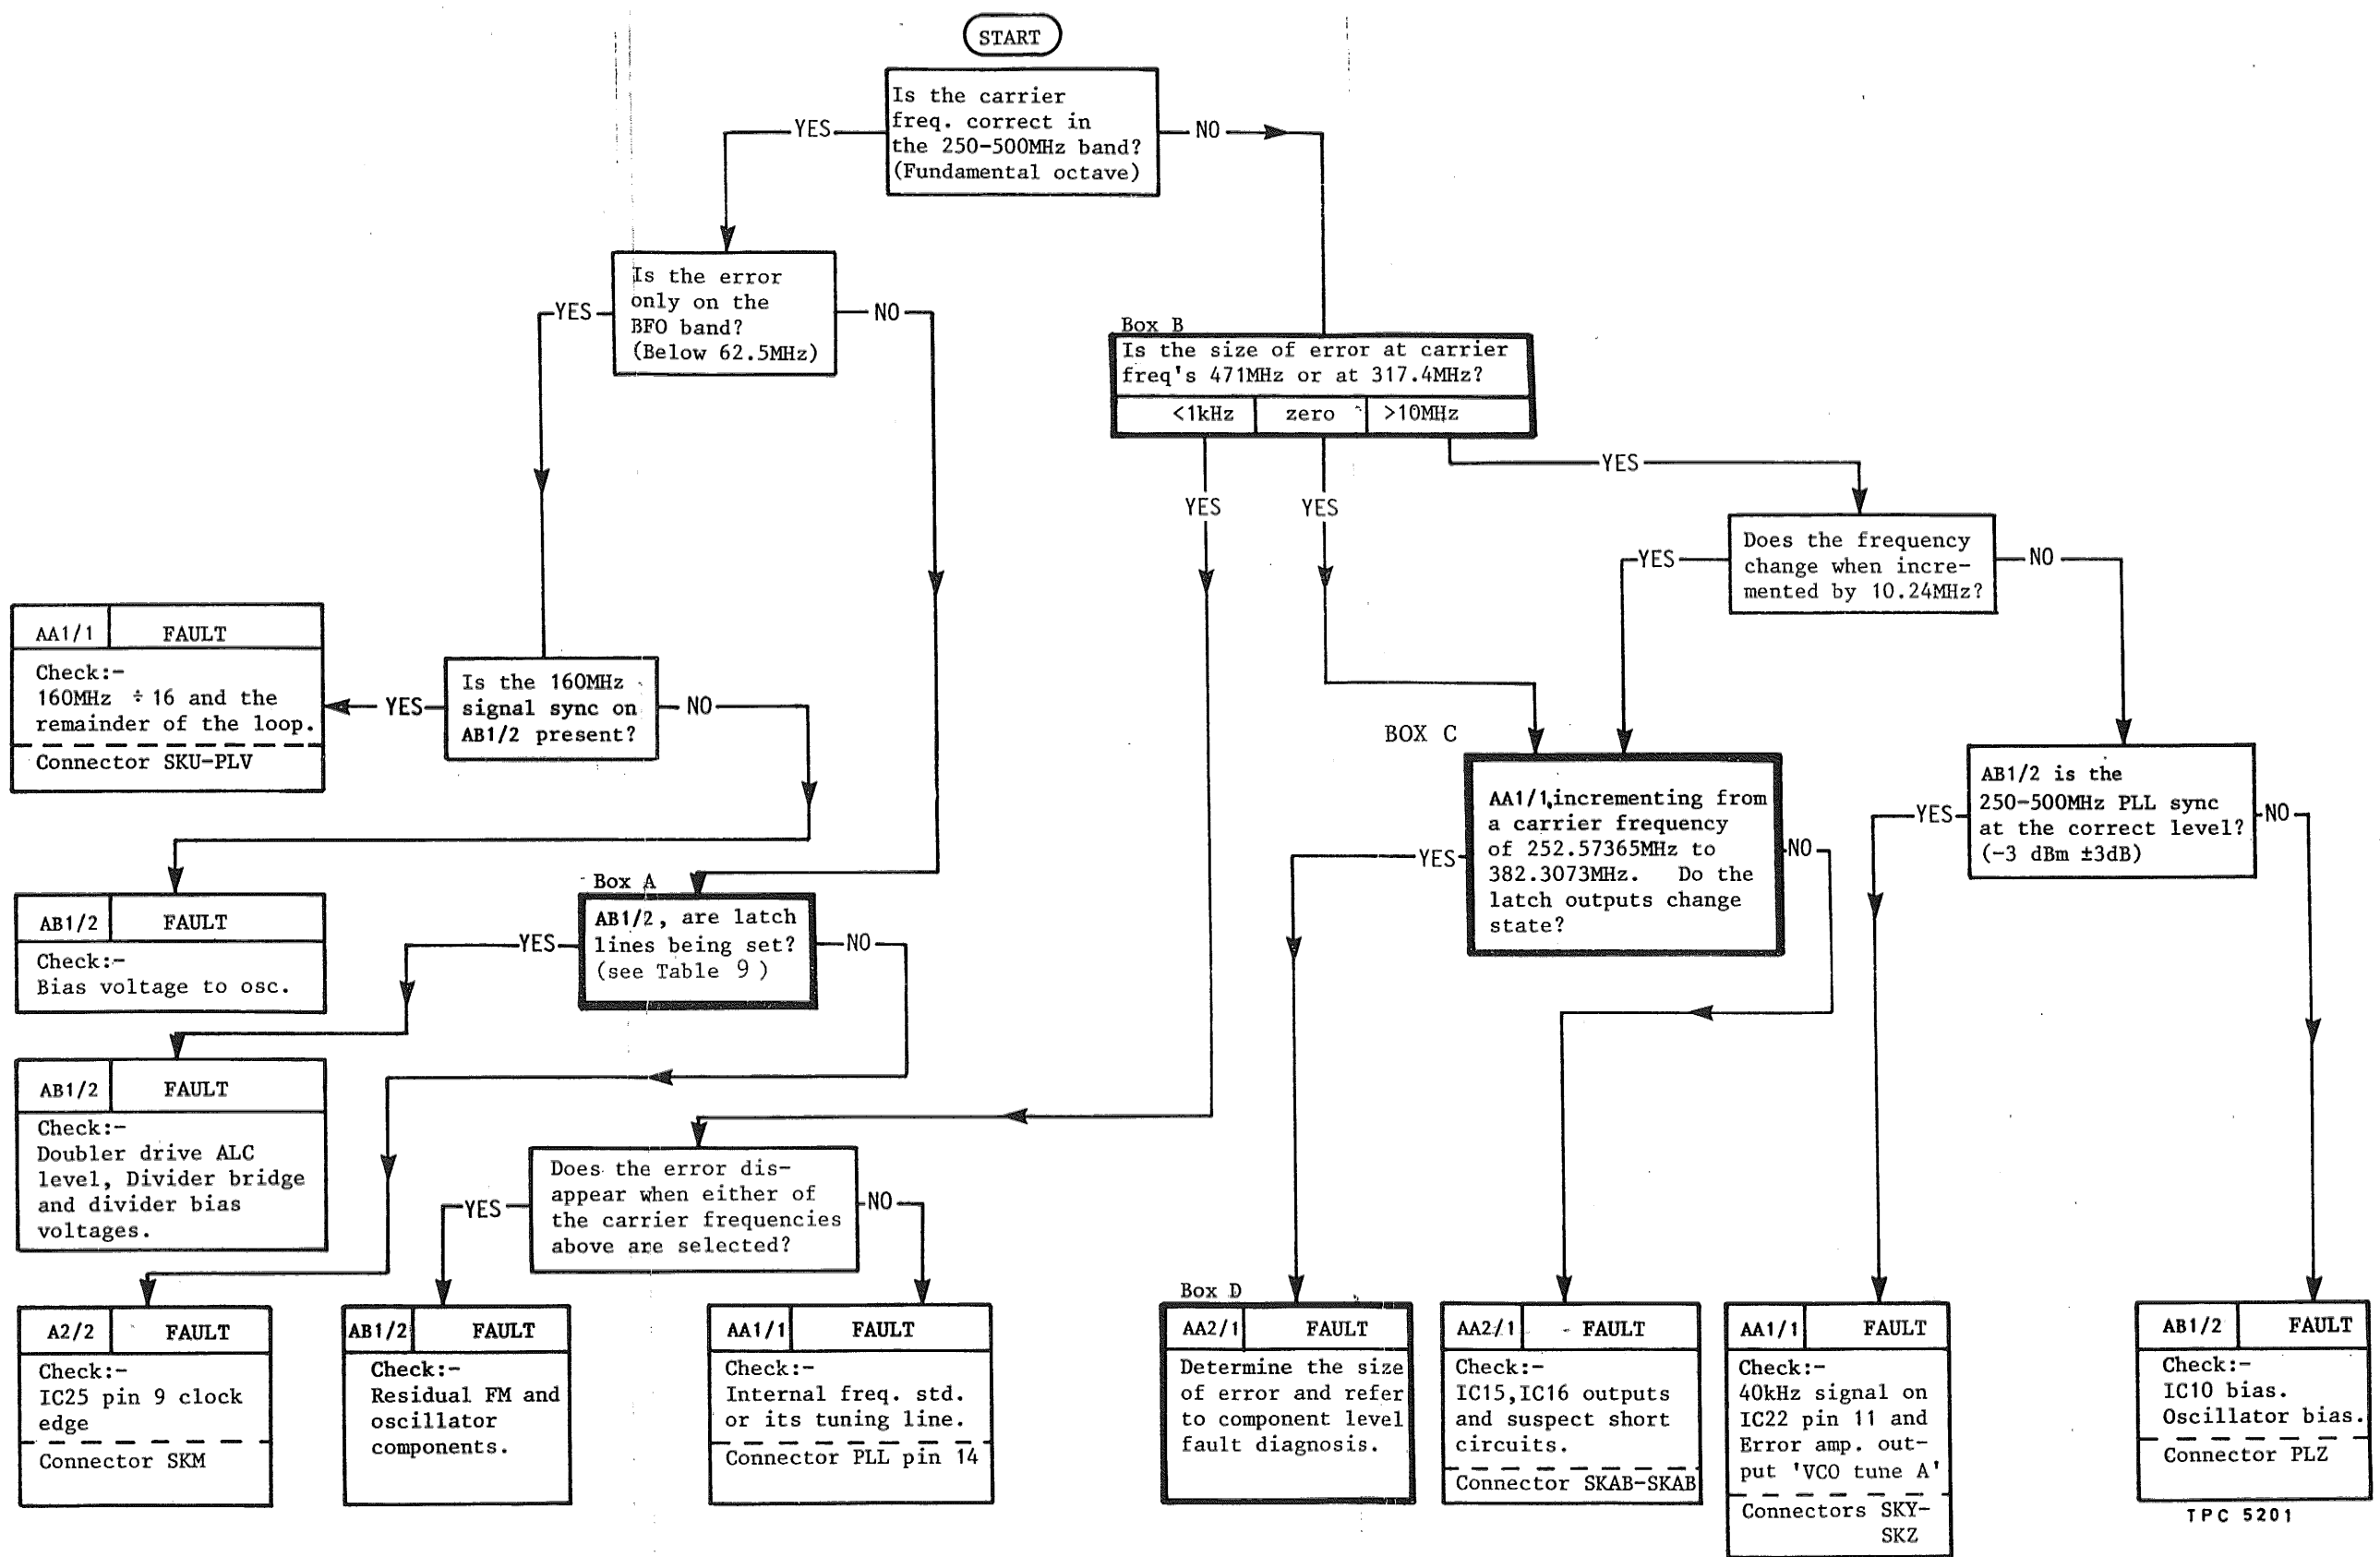 START
Is the carrier
freq. correct in
the 250-500MHz band?
(Fundamental octave)
YES
NO
Is the error
only on the
BFO band?
(Below 62.5MHz)
YES
NO
Box B
Is the size of error at carrier
freq's 471MHz or at 317.4MHz?
<1kHz
zero
>10MHz
YES
YES
YES
Does the frequency
change when incre-
mented by 10.24MHz?
YES
NO
AA1/1 FAULT
Check:-
160MHz ÷ 16 and the
remainder of the loop.
Connector SKU-PLV
YES
Is the 160MHz
signal sync on
AB1/2 present?
NO
BOX C
AA1/1, incrementing from
a carrier frequency
of 252.57365MHz to
382.3073MHz. Do the
latch outputs change
state?
YES
NO
AB1/2 is the
250-500MHz PLL sync
at the correct level?
(-3 dBm ±3dB)
YES
NO
AB1/2 FAULT
Check:-
Bias voltage to osc.
Box A
AB1/2, are latch
lines being set?
(see Table 9)
YES
NO
AB1/2 FAULT
Check:-
Doubler drive ALC
level, Divider bridge
and divider bias
voltages.
Does the error dis-
appear when either of
the carrier frequencies
above are selected?
YES
NO
A2/2 FAULT
Check:-
IC25 pin 9 clock
edge
Connector SKM
AB1/2 FAULT
Check:-
Residual FM and
oscillator
components.
AA1/1 FAULT
Check:-
Internal freq. std.
or its tuning line.
Connector PLL pin 14
Box D
AA2/1 FAULT
Determine the size
of error and refer
to component level
fault diagnosis.
AA2/1 FAULT
Check:-
IC15,IC16 outputs
and suspect short
circuits.
Connector SKAB-SKAB
AA1/1 FAULT
Check:-
40kHz signal on
IC22 pin 11 and
Error amp. out-
put 'VCO tune A'
Connectors SKY-
SKZ
AB1/2 FAULT
Check:-
IC10 bias.
Oscillator bias.
Connector PLZ
TPC 5201